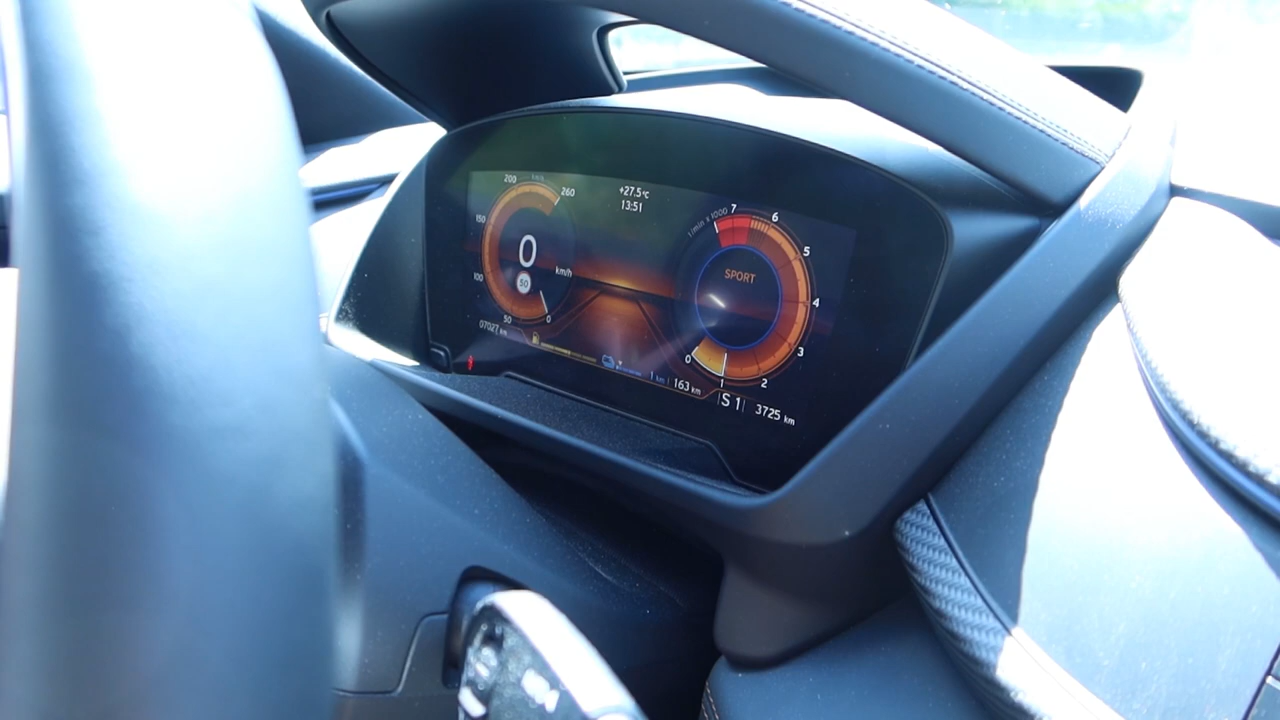 200 km/h 260
+27.5°C
13:51
150
100
50
0
0
km/h
50
07027 km
1/min x 1000
7
6
5
4
3
2
1
0
SPORT
1 km
163 km
S 1
3725 km